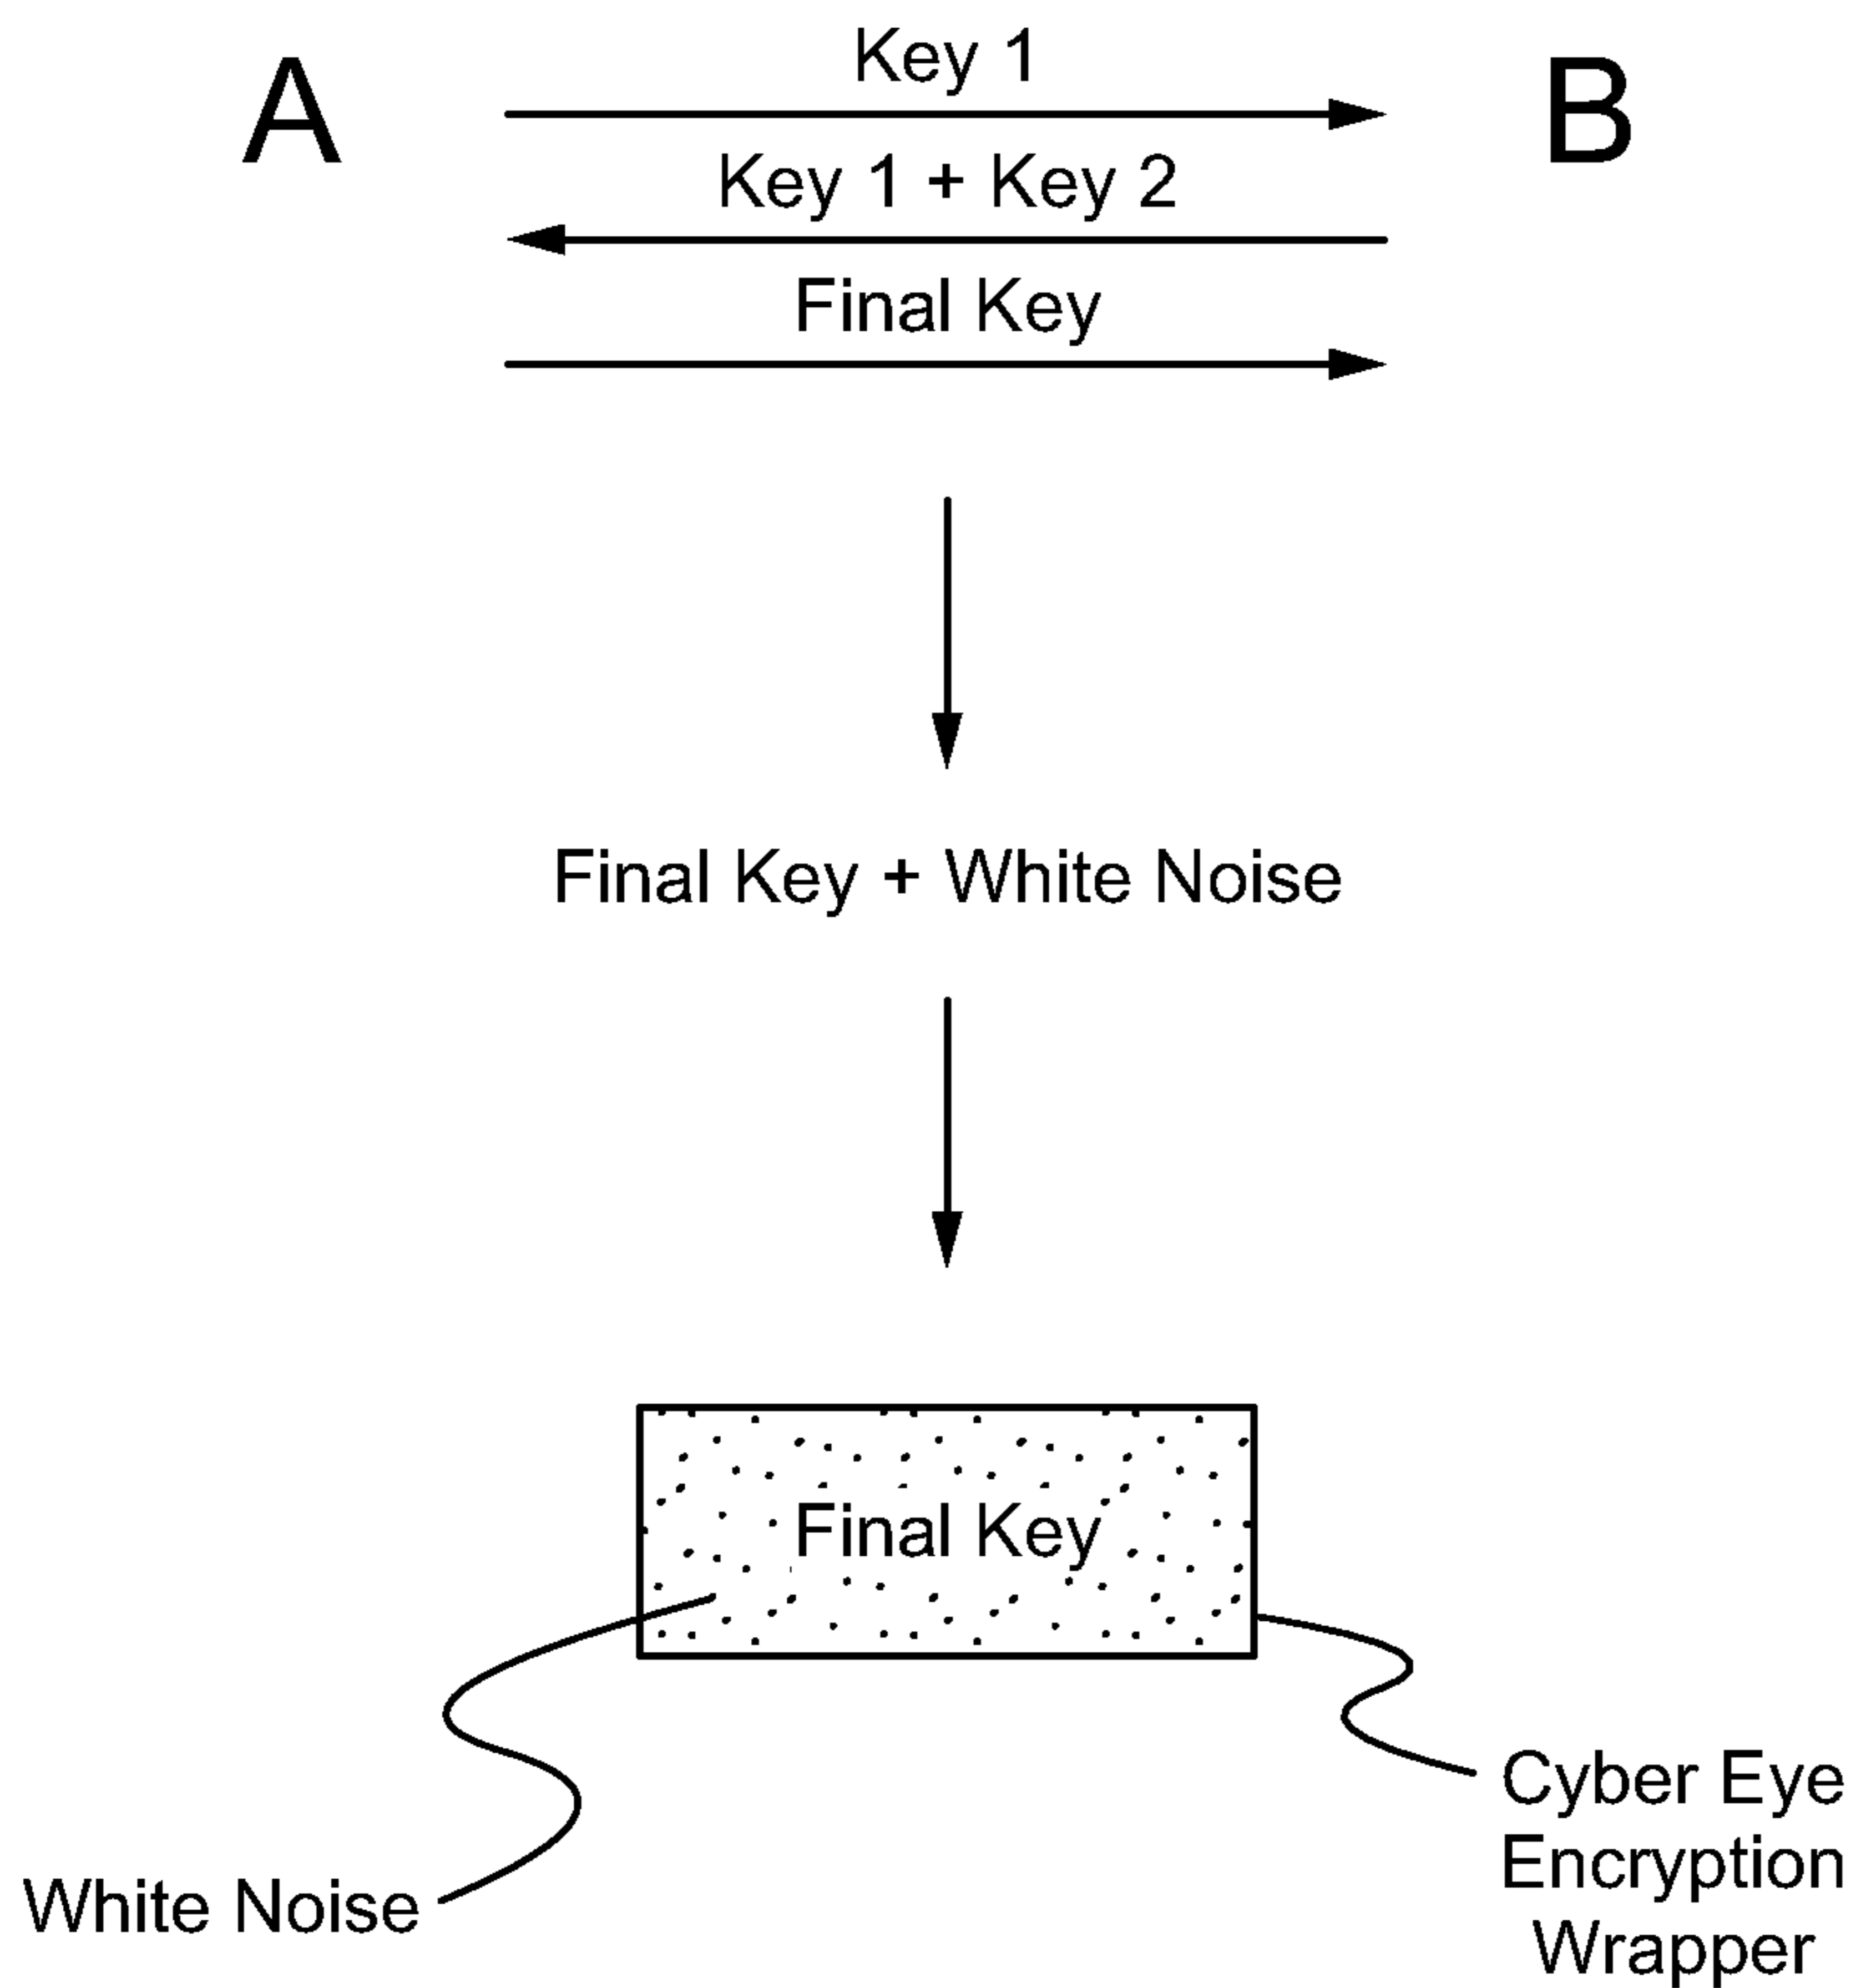 A
Key 1
B
Key 1 + Key 2
Final Key
Final Key + White Noise
Final Key
White Noise
Cyber Eye
Encryption
Wrapper